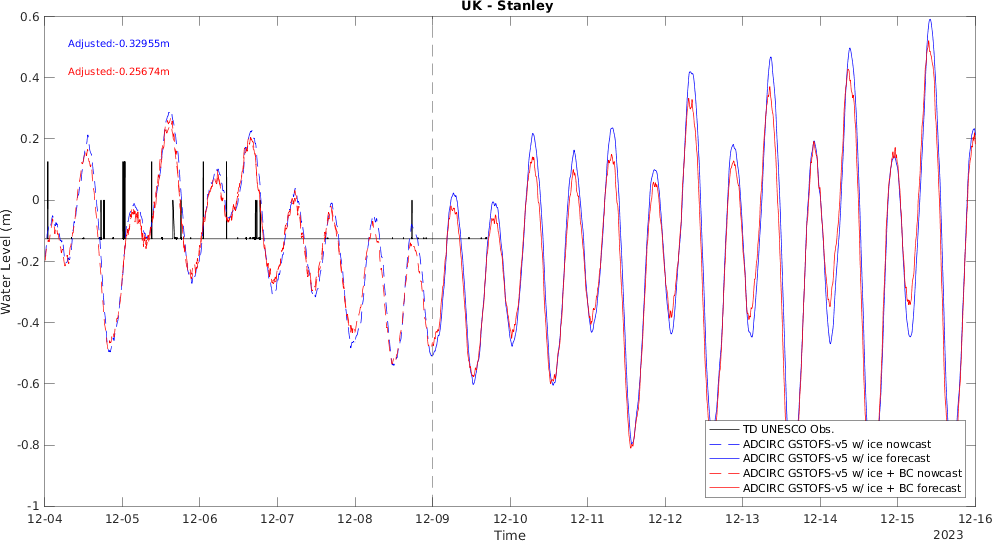 UK - Stanley
0.6
Adjusted:-0.32955m
Adjusted:-0.25674m
0.4
0.2
0
-0.2
-0.4
-0.6
-0.8
-1
Water Level (m)
TD UNESCO Obs.
ADCIRC GSTOFS-v5 w/ ice nowcast
ADCIRC GSTOFS-v5 w/ ice forecast
ADCIRC GSTOFS-v5 w/ ice + BC nowcast
ADCIRC GSTOFS-v5 w/ ice + BC forecast
12-04 12-05 12-06 12-07 12-08 12-09 12-10 12-11 12-12 12-13 12-14 12-15 12-16
Time
2023